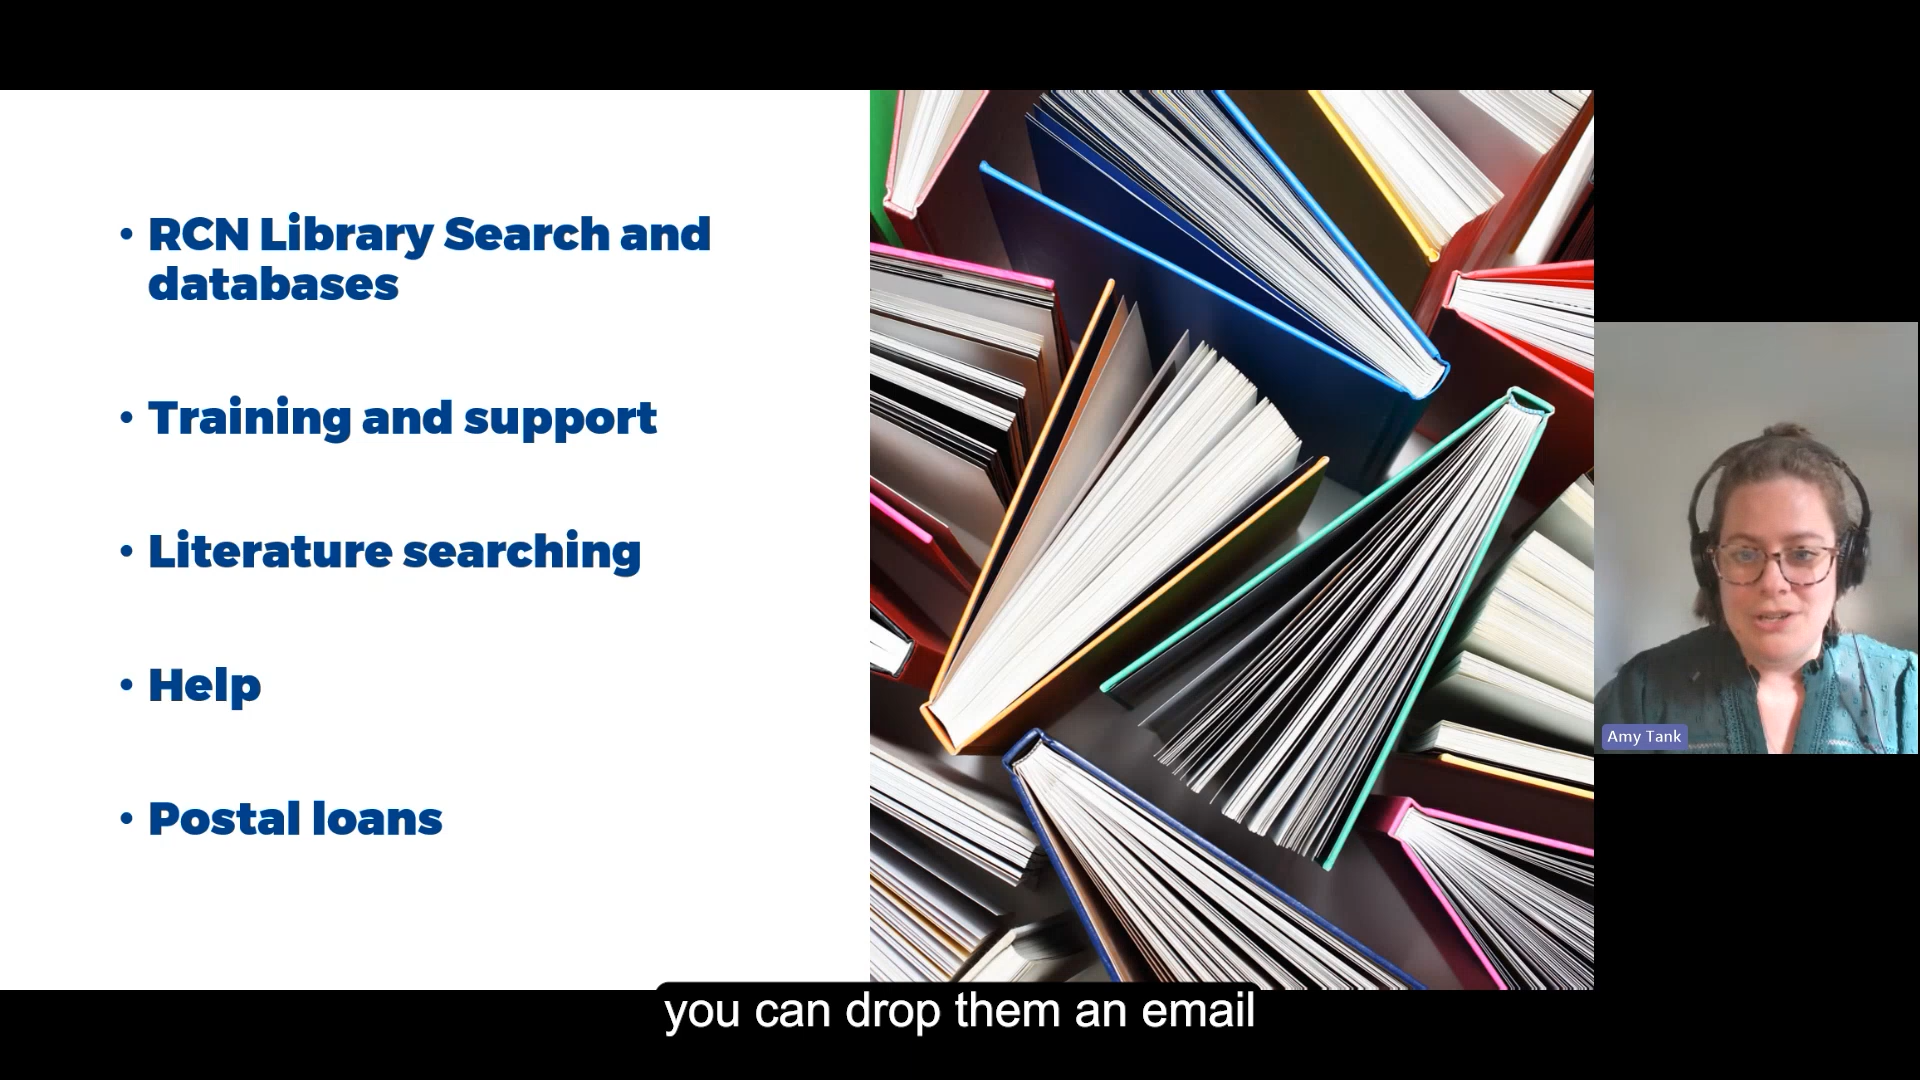 • RCN Library Search and
databases
• Training and support
• Literature searching
• Help
• Postal loans
Amy Tank
you can drop them an email